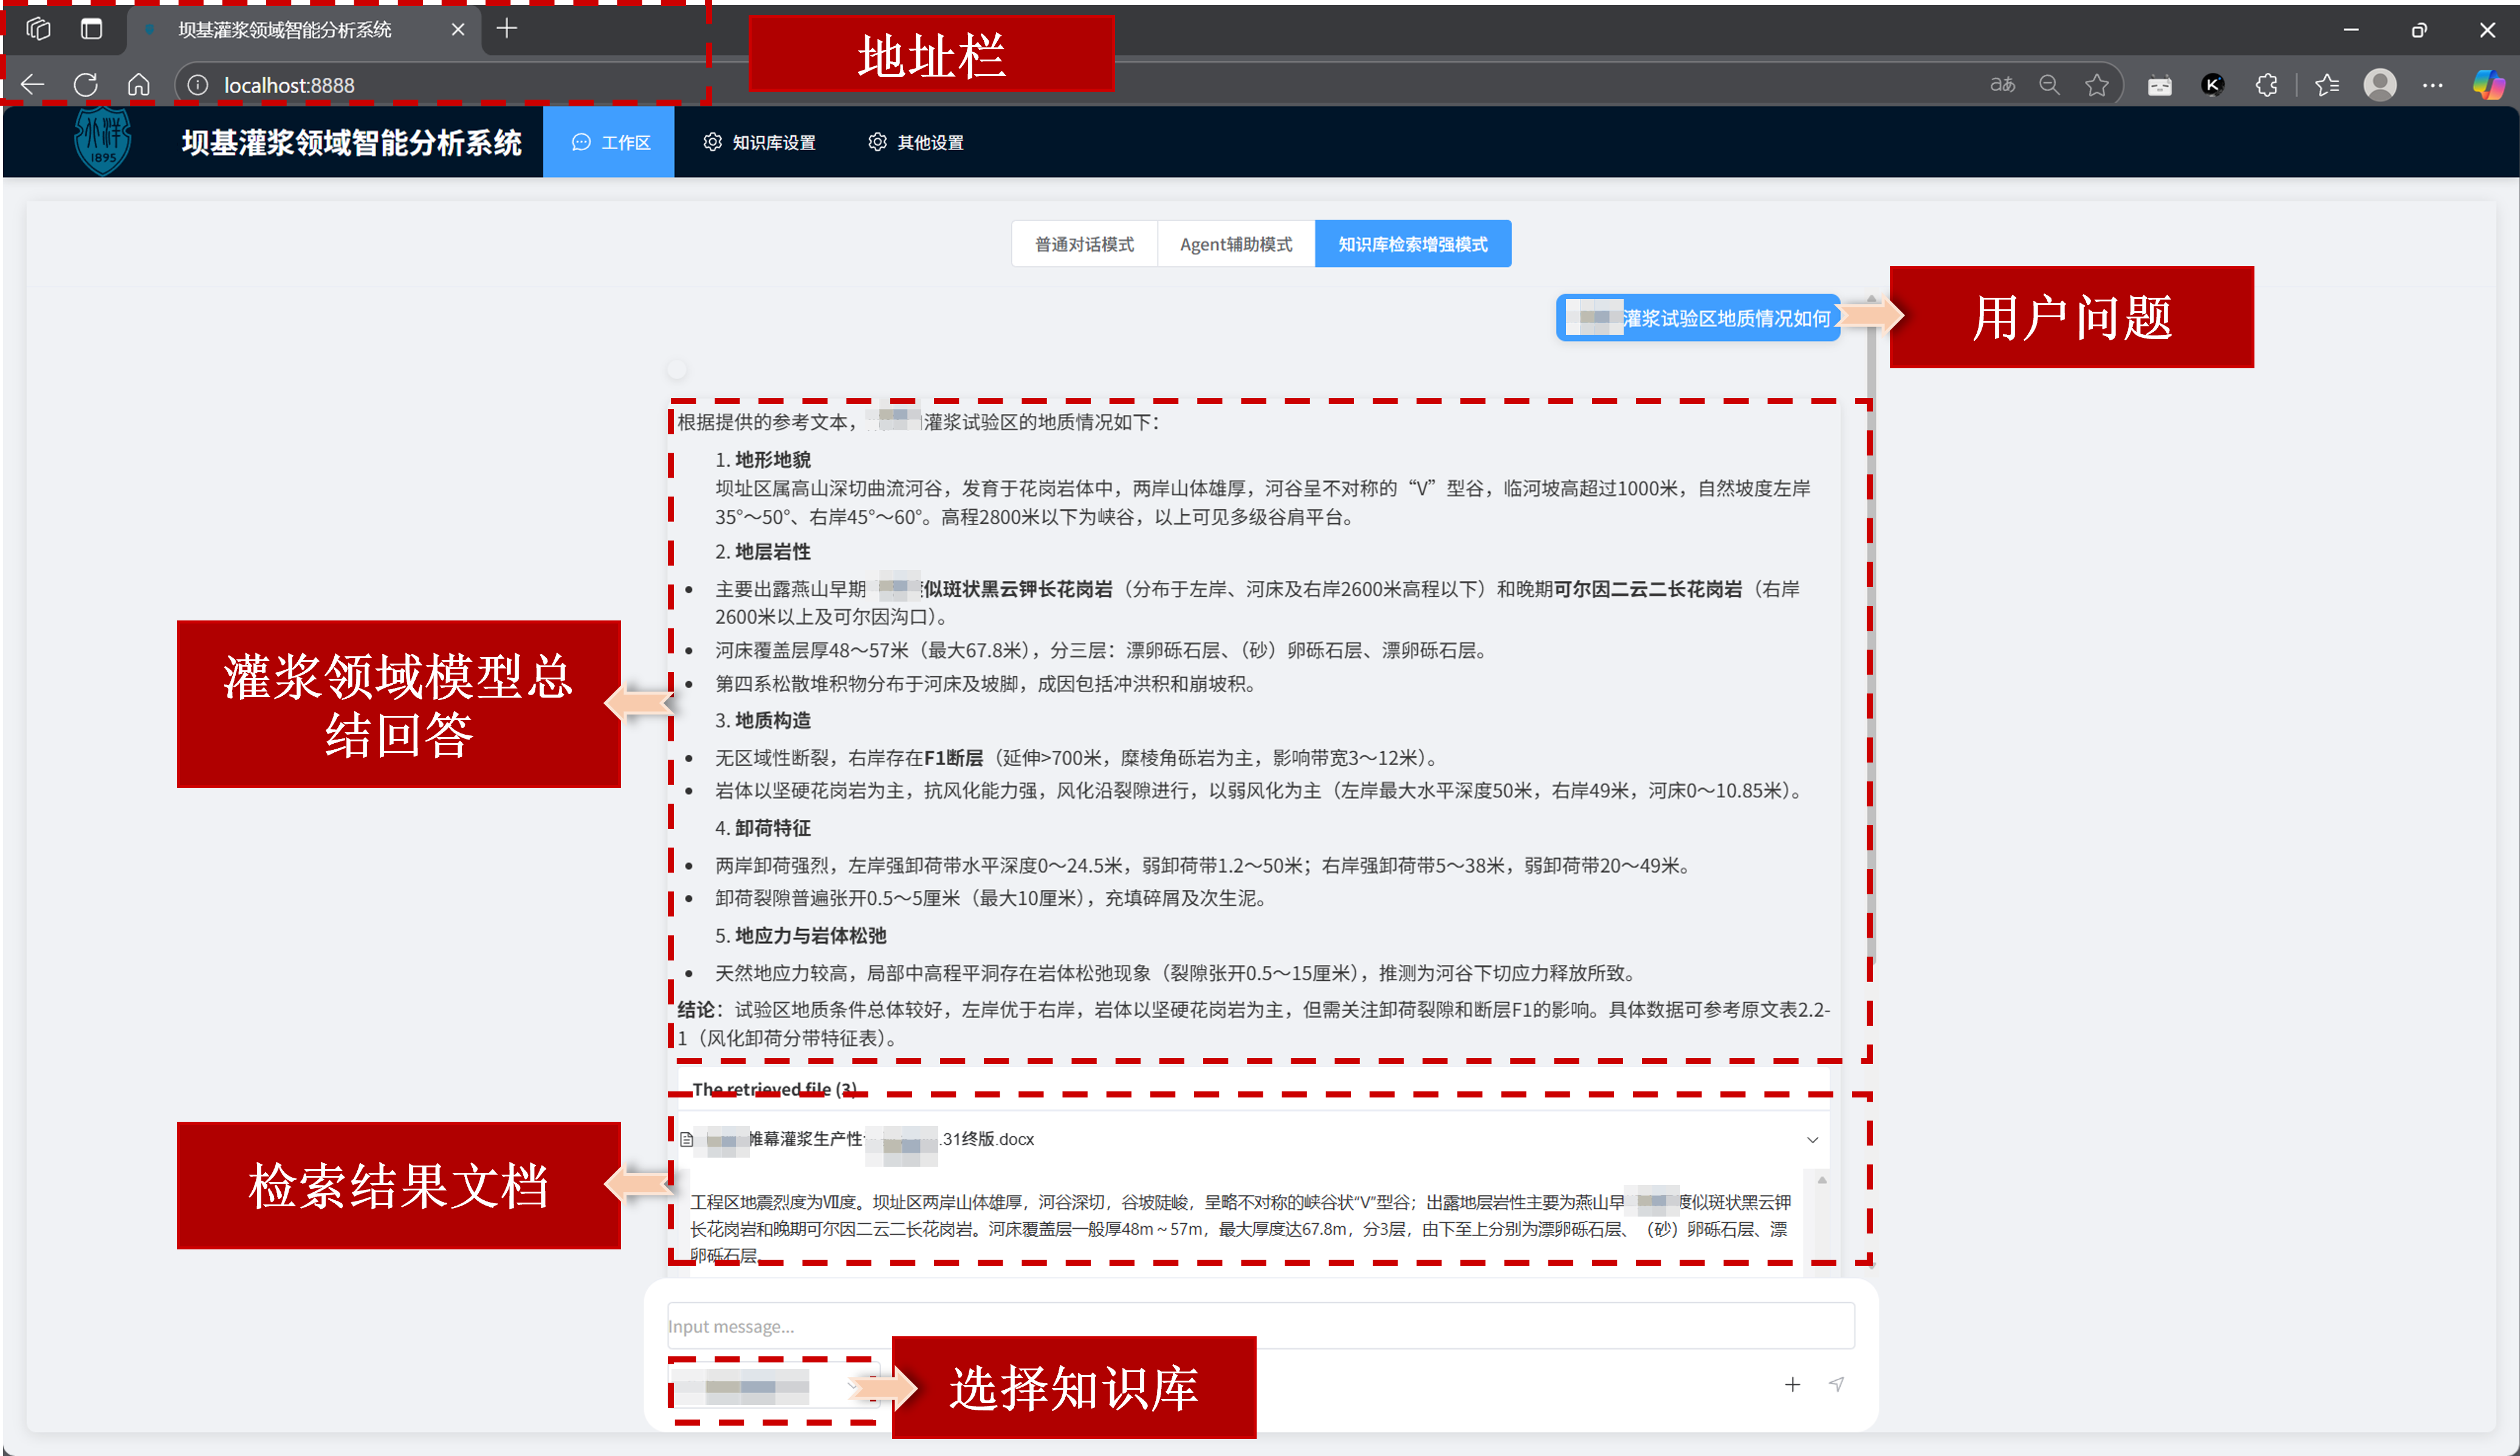 坝基灌浆领域智能分析系统
地址栏
localhost:8888
1895
坝基灌浆领域智能分析系统
工作区
知识库设置
其他设置
普通对话模式
Agent辅助模式
知识库检索增强模式
灌浆试验区地质情况如何
用户问题
根据提供的参考文本，
灌浆试验区的地质情况如下：
1. 地形地貌
坝址区属高山深切曲流河谷，发育于花岗岩体中，两岸山体雄厚，河谷呈不对称的“V”型谷，临河坡高超过1000米，自然坡度左岸
35°～50°、右岸45°～60°。高程2800米以下为峡谷，以上可见多级谷肩平台。
2. 地层岩性
主要出露燕山早期
似斑状黑云钾长花岗岩（分布于左岸、河床及右岸2600米高程以下）和晚期可尔因二云二长花岗岩（右岸
2600米以上及可尔因沟口）。
河床覆盖层厚48～57米（最大67.8米），分三层：漂卵砾石层、（砂）卵砾石层、漂卵砾石层。
第四系松散堆积物分布于河床及坡脚，成因包括冲洪积和崩坡积。
3. 地质构造
无区域性断裂，右岸存在F1断层（延伸>700米，糜棱角砾岩为主，影响带宽3～12米）。
岩体以坚硬花岗岩为主，抗风化能力强，风化沿裂隙进行，以弱风化为主（左岸最大水平深度50米，右岸49米，河床0～10.85米）。
4. 卸荷特征
两岸卸荷强烈，左岸强卸荷带水平深度0～24.5米，弱卸荷带1.2～50米；右岸强卸荷带5～38米，弱卸荷带20～49米。
卸荷裂隙普遍张开0.5～5厘米（最大10厘米），充填碎屑及次生泥。
5. 地应力与岩体松弛
天然地应力较高，局部中高程平洞存在岩体松弛现象（裂隙张开0.5～15厘米），推测为河谷下切应力释放所致。
结论：试验区地质条件总体较好，左岸优于右岸，岩体以坚硬花岗岩为主，但需关注卸荷裂隙和断层F1的影响。具体数据可参考原文表2.2-
1（风化卸荷分带特征表）。
灌浆领域模型总
结回答
The retrieved file (3)
帷幕灌浆生产性
.31终版.docx
检索结果文档
工程区地震烈度为Ⅶ度。坝址区两岸山体雄厚，河谷深切，谷坡陡峻，呈略不对称的峡谷状“V”型谷；出露地层岩性主要为燕山早
度似斑状黑云钾
长花岗岩和晚期可尔因二云二长花岗岩。河床覆盖层一般厚48m～57m，最大厚度达67.8m，分3层，由下至上分别为漂卵砾石层、（砂）卵砾石层、漂
卵砾石层。
Input message...
选择知识库